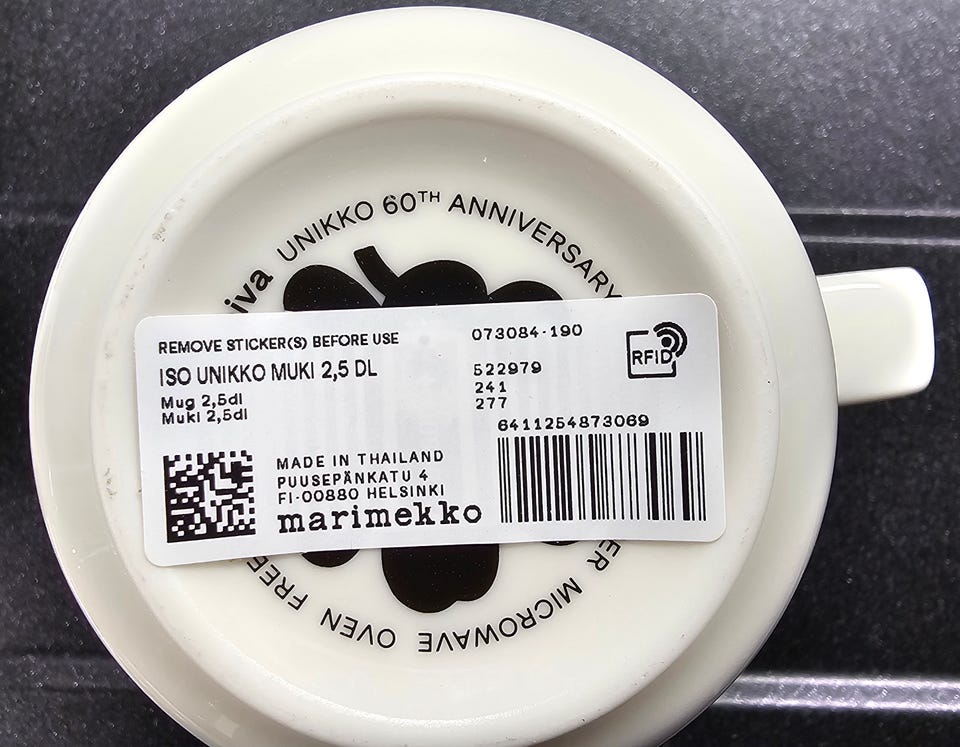 iva UNIKKO 60TH ANNIVERSARY
REMOVE STICKER(S) BEFORE USE
ISO UNIKKO MUKI 2,5 DL
Mug 2,5dl
Muki 2,5dl
073084-190
522979
241
277
RFID
6411254873069
MADE IN THAILAND
PUUSEPÄNKATU 4
FI-00880 HELSINKI
marimekko
ER MICROWAVE OVEN FREE